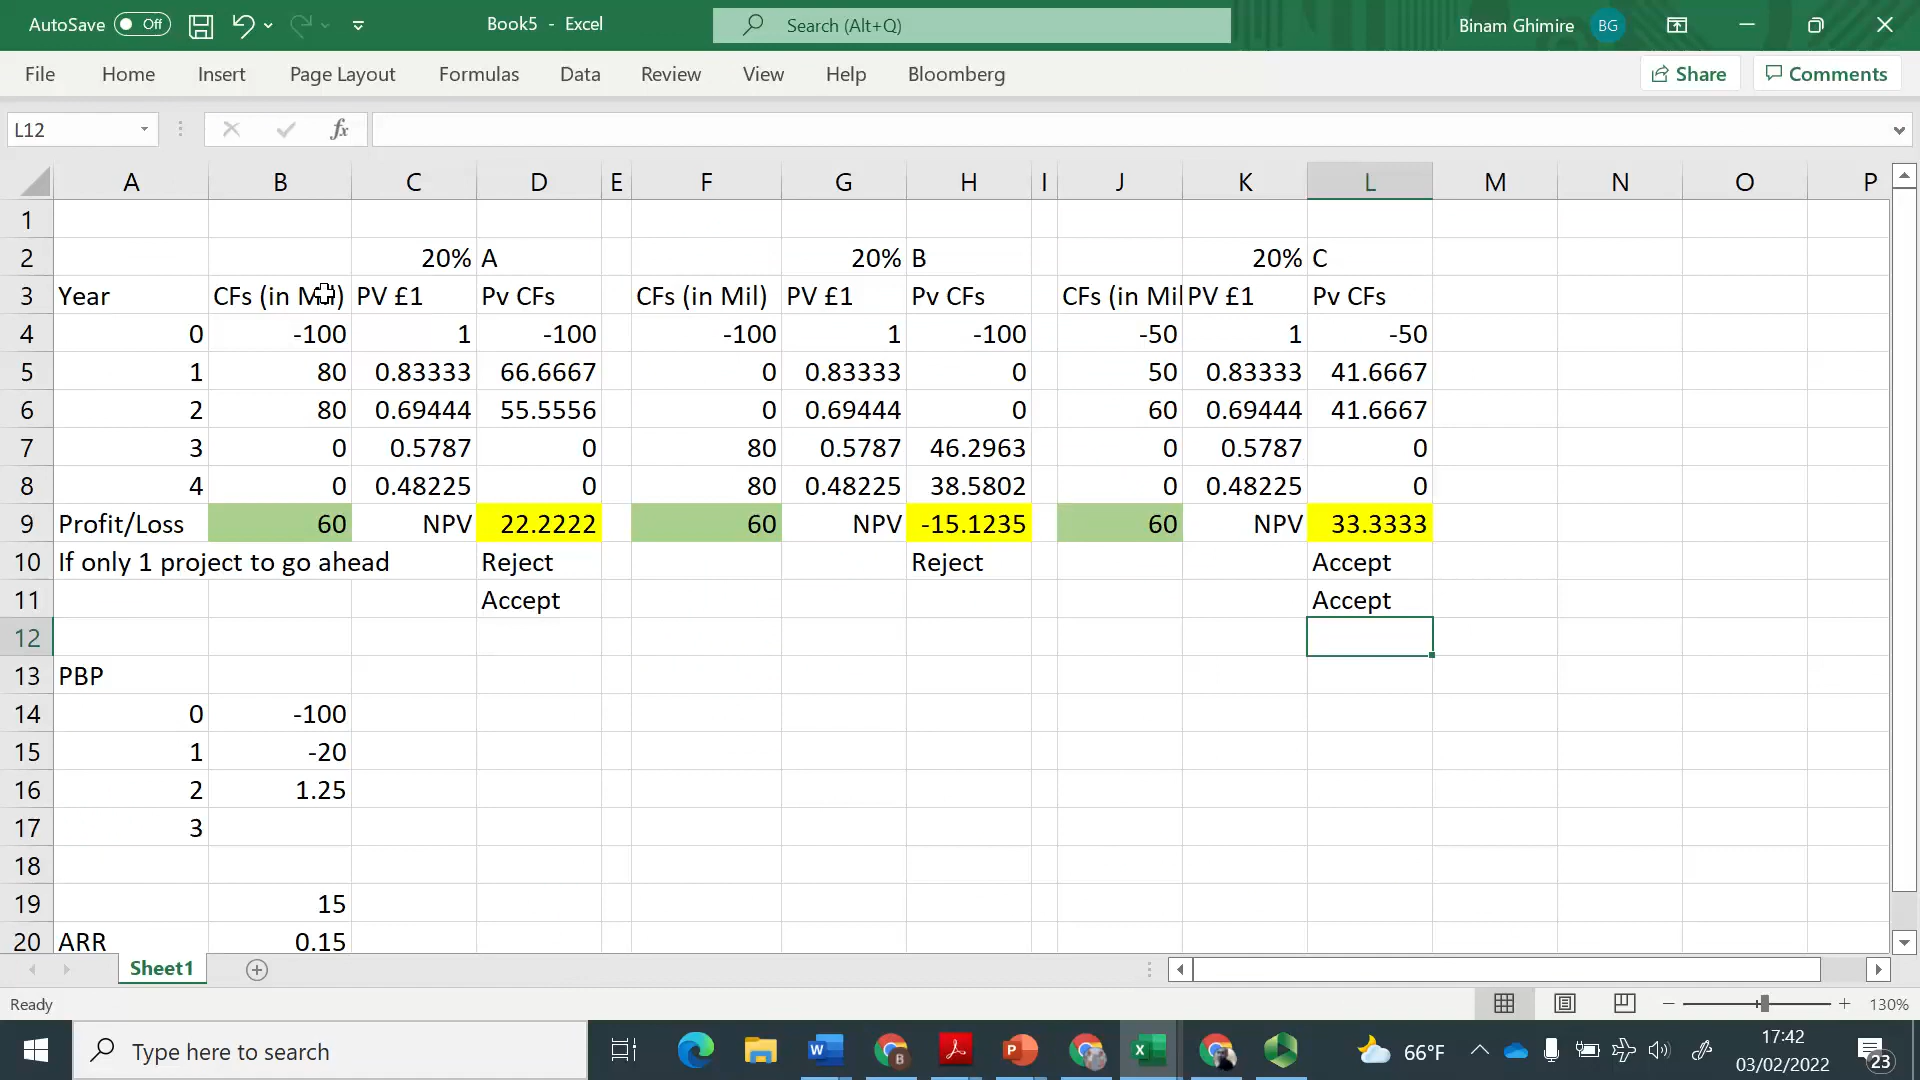 AutoSave Off Book5 - Excel Search (Alt+Q) Binam Ghimire BG
File Home Insert Page Layout Formulas Data Review View Help Bloomberg Share Comments
L12 fx
A B C D E F G H I J K L M N O P
1
2 20% A 20% B 20% C
3 Year CFs (in Mil) PV £1 Pv CFs CFs (in Mil) PV £1 Pv CFs CFs (in Mil PV £1 Pv CFs
4 0 -100 1 -100 -100 1 -100 -50 1 -50
5 1 80 0.83333 66.6667 0 0.83333 0 50 0.83333 41.6667
6 2 80 0.69444 55.5556 0 0.69444 0 60 0.69444 41.6667
7 3 0 0.5787 0 80 0.5787 46.2963 0 0.5787 0
8 4 0 0.48225 0 80 0.48225 38.5802 0 0.48225 0
9 Profit/Loss 60 NPV 22.2222 60 NPV -15.1235 60 NPV 33.3333
10 If only 1 project to go ahead Reject Reject Accept
11 Accept Accept
12
13 PBP
14 0 -100
15 1 -20
16 2 1.25
17 3
18
19 15
20 ARR 0.15
Sheet1
Ready 130%
Type here to search 66°F 17:42
03/02/2022 23